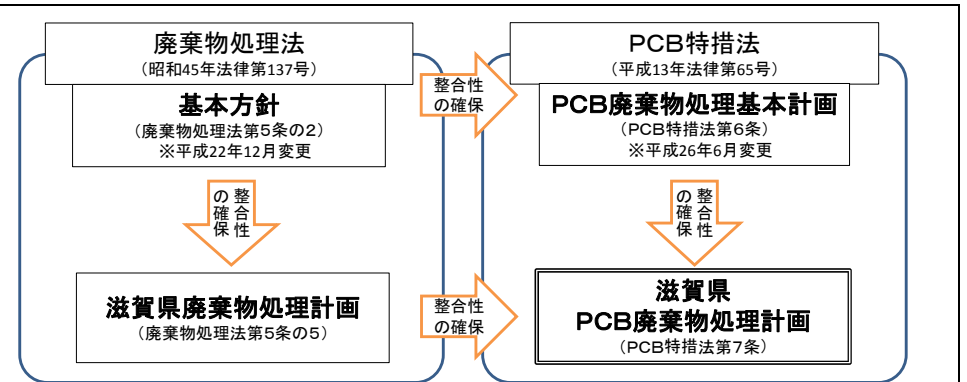 廃棄物処理法
（昭和45年法律第137号）
基本方針
（廃棄物処理法第5条の2）
※平成22年12月変更
整合性
の確保
PCB特措法
（平成13年法律第65号）
PCB廃棄物処理基本計画
（PCB特措法第6条）
※平成26年6月変更
整合性
の確保
整合性
の確保
滋賀県廃棄物処理計画
（廃棄物処理法第5条の5）
整合性
の確保
滋賀県
PCB廃棄物処理計画
（PCB特措法第7条）